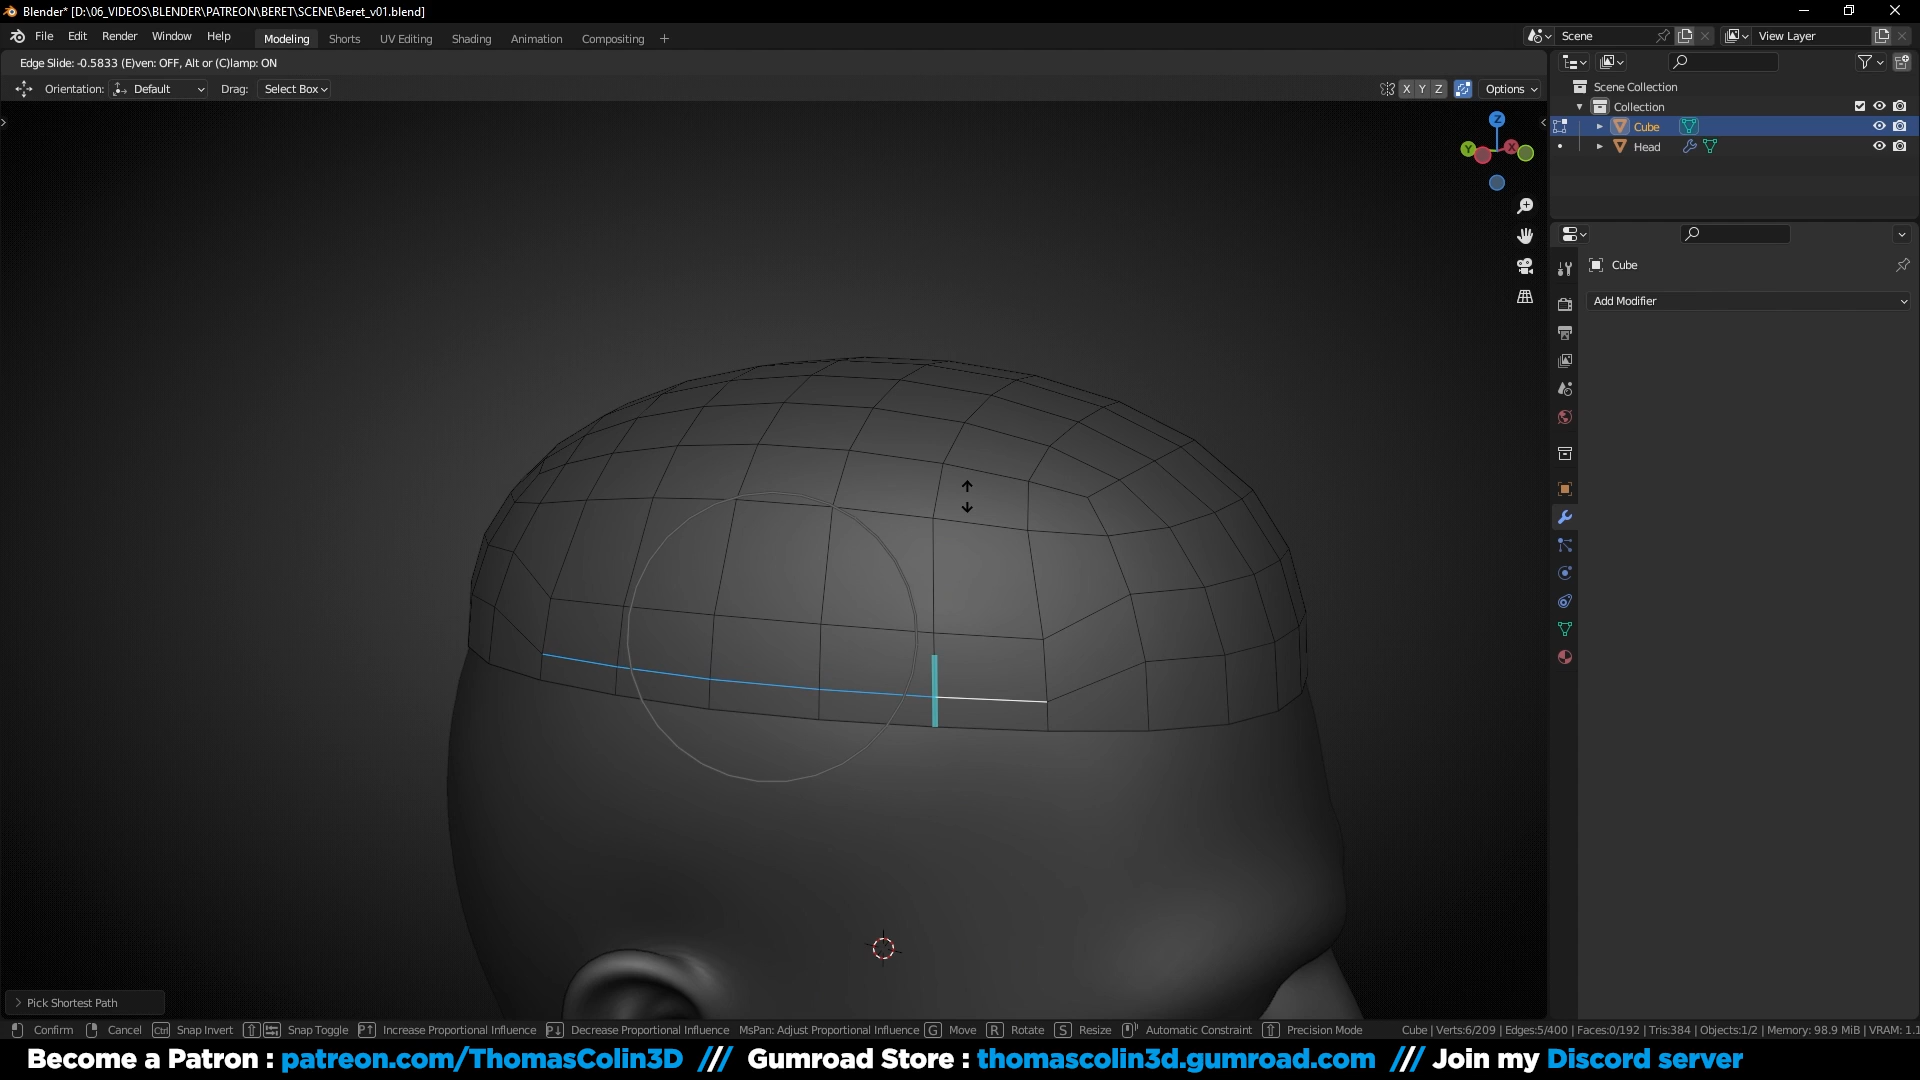 Blender* [D:\06_VIDEOS\BLENDER\PATREON\BERET\SCENE\Beret_v01.blend]
File Edit Render Window Help Modeling Shorts UV Editing Shading Animation Compositing + Scene View Layer
Edge Slide: -0.5833 (E)ven: OFF, Alt or (C)lamp: ON
Orientation: Default Drag: Select Box X Y Z Options
Scene Collection
Collection
Cube
Head
Z
Y X
Cube
Add Modifier
Pick Shortest Path
Confirm Cancel Ctrl Snap Invert Snap Toggle P↑ Increase Proportional Influence P↓ Decrease Proportional Influence MsPan: Adjust Proportional Influence G Move R Rotate S Resize Automatic Constraint Precision Mode Cube | Verts:6/209 | Edges:5/400 | Faces:0/192 | Tris:384 | Objects:1/2 | Memory: 98.9 MiB | VRAM: 1.1
Become a Patron : patreon.com/ThomasColin3D /// Gumroad Store : thomascolin3d.gumroad.com /// Join my Discord server